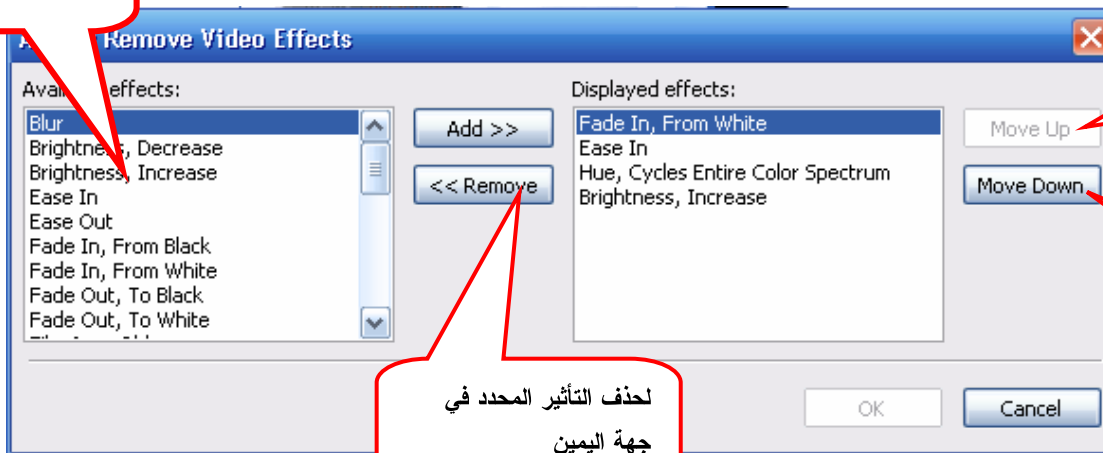 Remove Video Effects
effects:
Displayed effects:
Blur
Brightness, Decrease
Brightness, Increase
Ease In
Ease Out
Fade In, From Black
Fade In, From White
Fade Out, To Black
Fade Out, To White
Add >>
<< Remove
Fade In, From White
Ease In
Hue, Cycles Entire Color Spectrum
Brightness, Increase
Move Up
Move Down
لحذف التأثير المحدد في
جهة اليمين
OK
Cancel